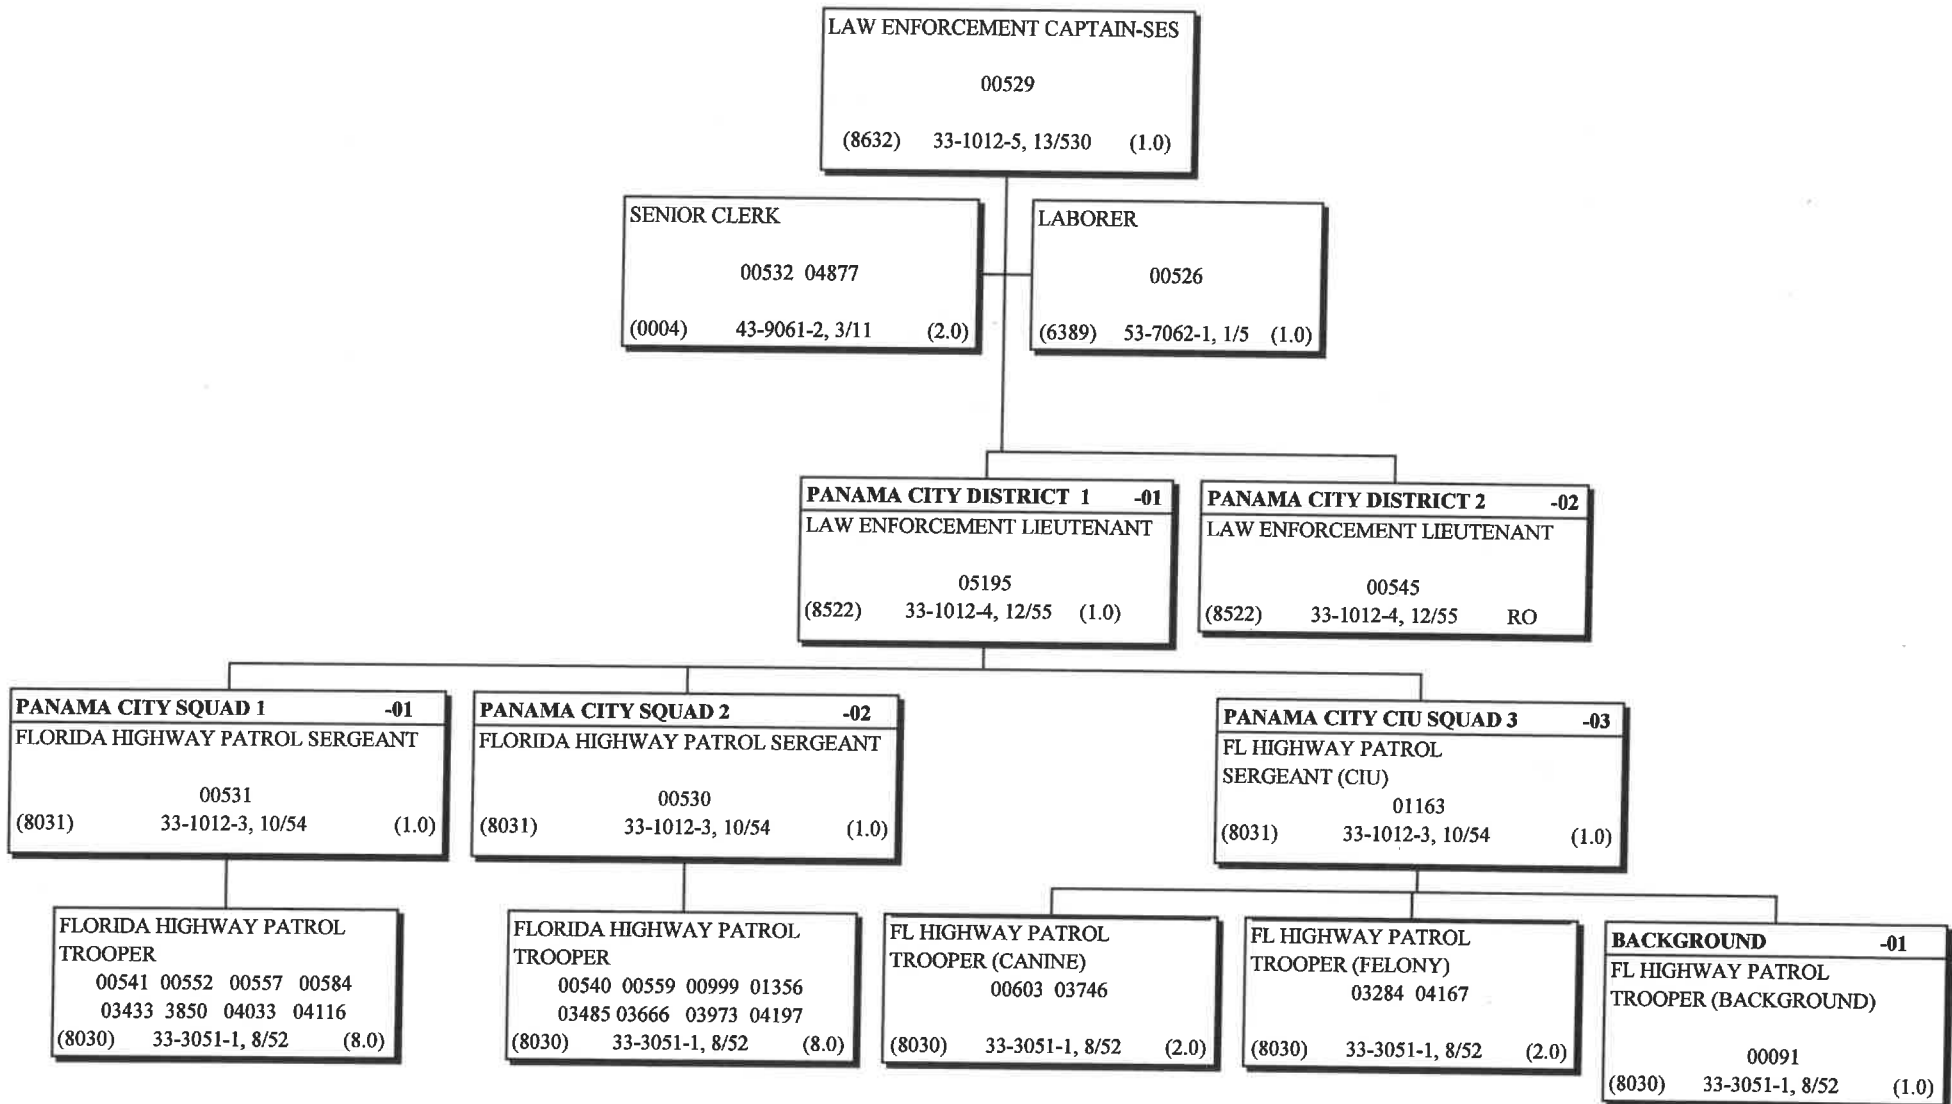 LAW ENFORCEMENT CAPTAIN-SES
00529
(8632) 33-1012-5, 13/530 (1.0)
SENIOR CLERK
00532 04877
(0004) 43-9061-2, 3/11 (2.0)
LABORER
00526
(6389) 53-7062-1, 1/5 (1.0)
PANAMA CITY DISTRICT 1 -01
LAW ENFORCEMENT LIEUTENANT
05195
(8522) 33-1012-4, 12/55 (1.0)
PANAMA CITY DISTRICT 2 -02
LAW ENFORCEMENT LIEUTENANT
00545
(8522) 33-1012-4, 12/55 RO
PANAMA CITY SQUAD 1 -01
FLORIDA HIGHWAY PATROL SERGEANT
00531
(8031) 33-1012-3, 10/54 (1.0)
PANAMA CITY SQUAD 2 -02
FLORIDA HIGHWAY PATROL SERGEANT
00530
(8031) 33-1012-3, 10/54 (1.0)
PANAMA CITY CIU SQUAD 3 -03
FL HIGHWAY PATROL
SERGEANT (CIU)
01163
(8031) 33-1012-3, 10/54 (1.0)
FLORIDA HIGHWAY PATROL
TROOPER
00541 00552 00557 00584
03433 3850 04033 04116
(8030) 33-3051-1, 8/52 (8.0)
FLORIDA HIGHWAY PATROL
TROOPER
00540 00559 00999 01356
03485 03666 03973 04197
(8030) 33-3051-1, 8/52 (8.0)
FL HIGHWAY PATROL
TROOPER (CANINE)
00603 03746
(8030) 33-3051-1, 8/52 (2.0)
FL HIGHWAY PATROL
TROOPER (FELONY)
03284 04167
(8030) 33-3051-1, 8/52 (2.0)
BACKGROUND -01
FL HIGHWAY PATROL
TROOPER (BACKGROUND)
00091
(8030) 33-3051-1, 8/52 (1.0)